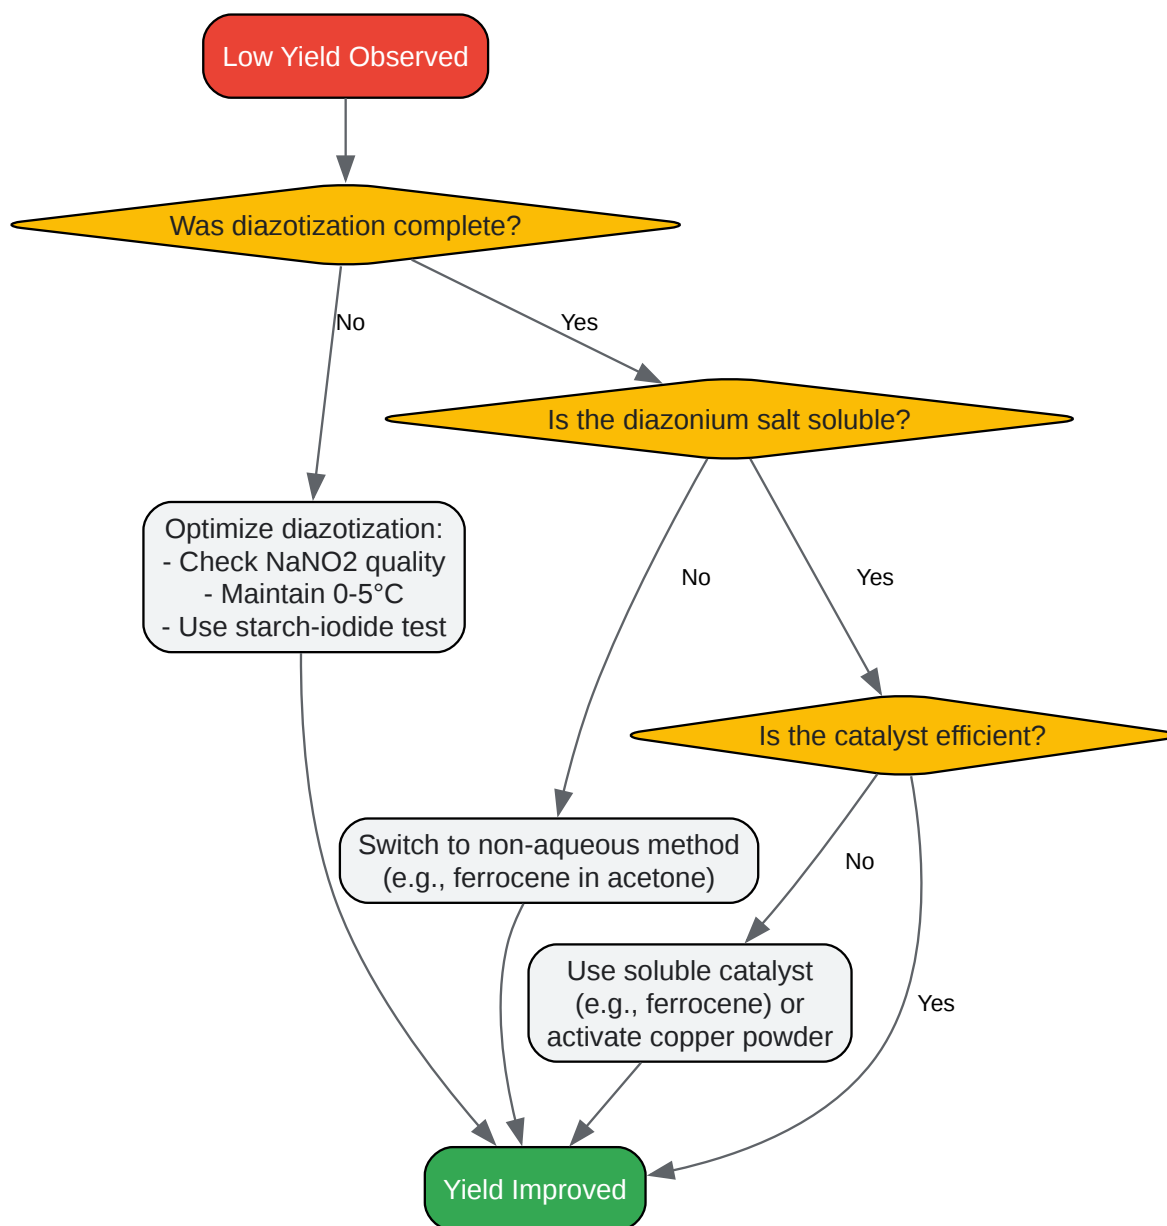 Low Yield Observed
Was diazotization complete?
No
Yes
Is the diazonium salt soluble?
Optimize diazotization:
- Check NaNO2 quality
- Maintain 0-5°C
- Use starch-iodide test
No
Yes
Is the catalyst efficient?
Switch to non-aqueous method
(e.g., ferrocene in acetone)
No
Use soluble catalyst
(e.g., ferrocene) or
activate copper powder
Yes
Yield Improved